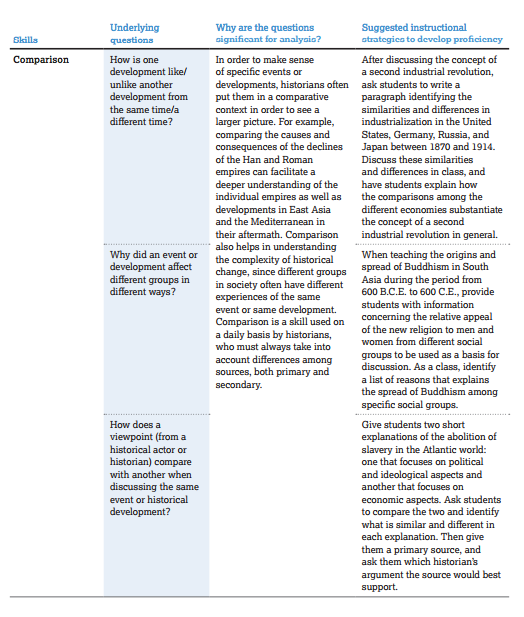 Skills
Underlying
questions
Why are the questions
significant for analysis?
Suggested instructional
strategies to develop proficiency
Comparison
How is one
development like/
unlike another
development from
the same time/a
different time?
In order to make sense
of specific events or
developments, historians often
put them in a comparative
context in order to see a
larger picture. For example,
comparing the causes and
consequences of the declines
of the Han and Roman
empires can facilitate a
deeper understanding of the
individual empires as well as
developments in East Asia
and the Mediterranean in
their aftermath. Comparison
also helps in understanding
the complexity of historical
change, since different groups
in society often have different
experiences of the same
event or same development.
Comparison is a skill used on
a daily basis by historians,
who must always take into
account differences among
sources, both primary and
secondary.
After discussing the concept of
a second industrial revolution,
ask students to write a
paragraph identifying the
similarities and differences in
industrialization in the United
States, Germany, Russia, and
Japan between 1870 and 1914.
Discuss these similarities
and differences in class, and
have students explain how
the comparisons among the
different economies substantiate
the concept of a second
industrial revolution in general.
Why did an event or
development affect
different groups in
different ways?
When teaching the origins and
spread of Buddhism in South
Asia during the period from
600 B.C.E. to 600 C.E., provide
students with information
concerning the relative appeal
of the new religion to men and
women from different social
groups to be used as a basis for
discussion. As a class, identify
a list of reasons that explains
the spread of Buddhism among
specific social groups.
How does a
viewpoint (from a
historical actor or
historian) compare
with another when
discussing the same
event or historical
development?
Give students two short
explanations of the abolition of
slavery in the Atlantic world:
one that focuses on political
and ideological aspects and
another that focuses on
economic aspects. Ask students
to compare the two and identify
what is similar and different in
each explanation. Then give
them a primary source, and
ask them which historian's
argument the source would best
support.